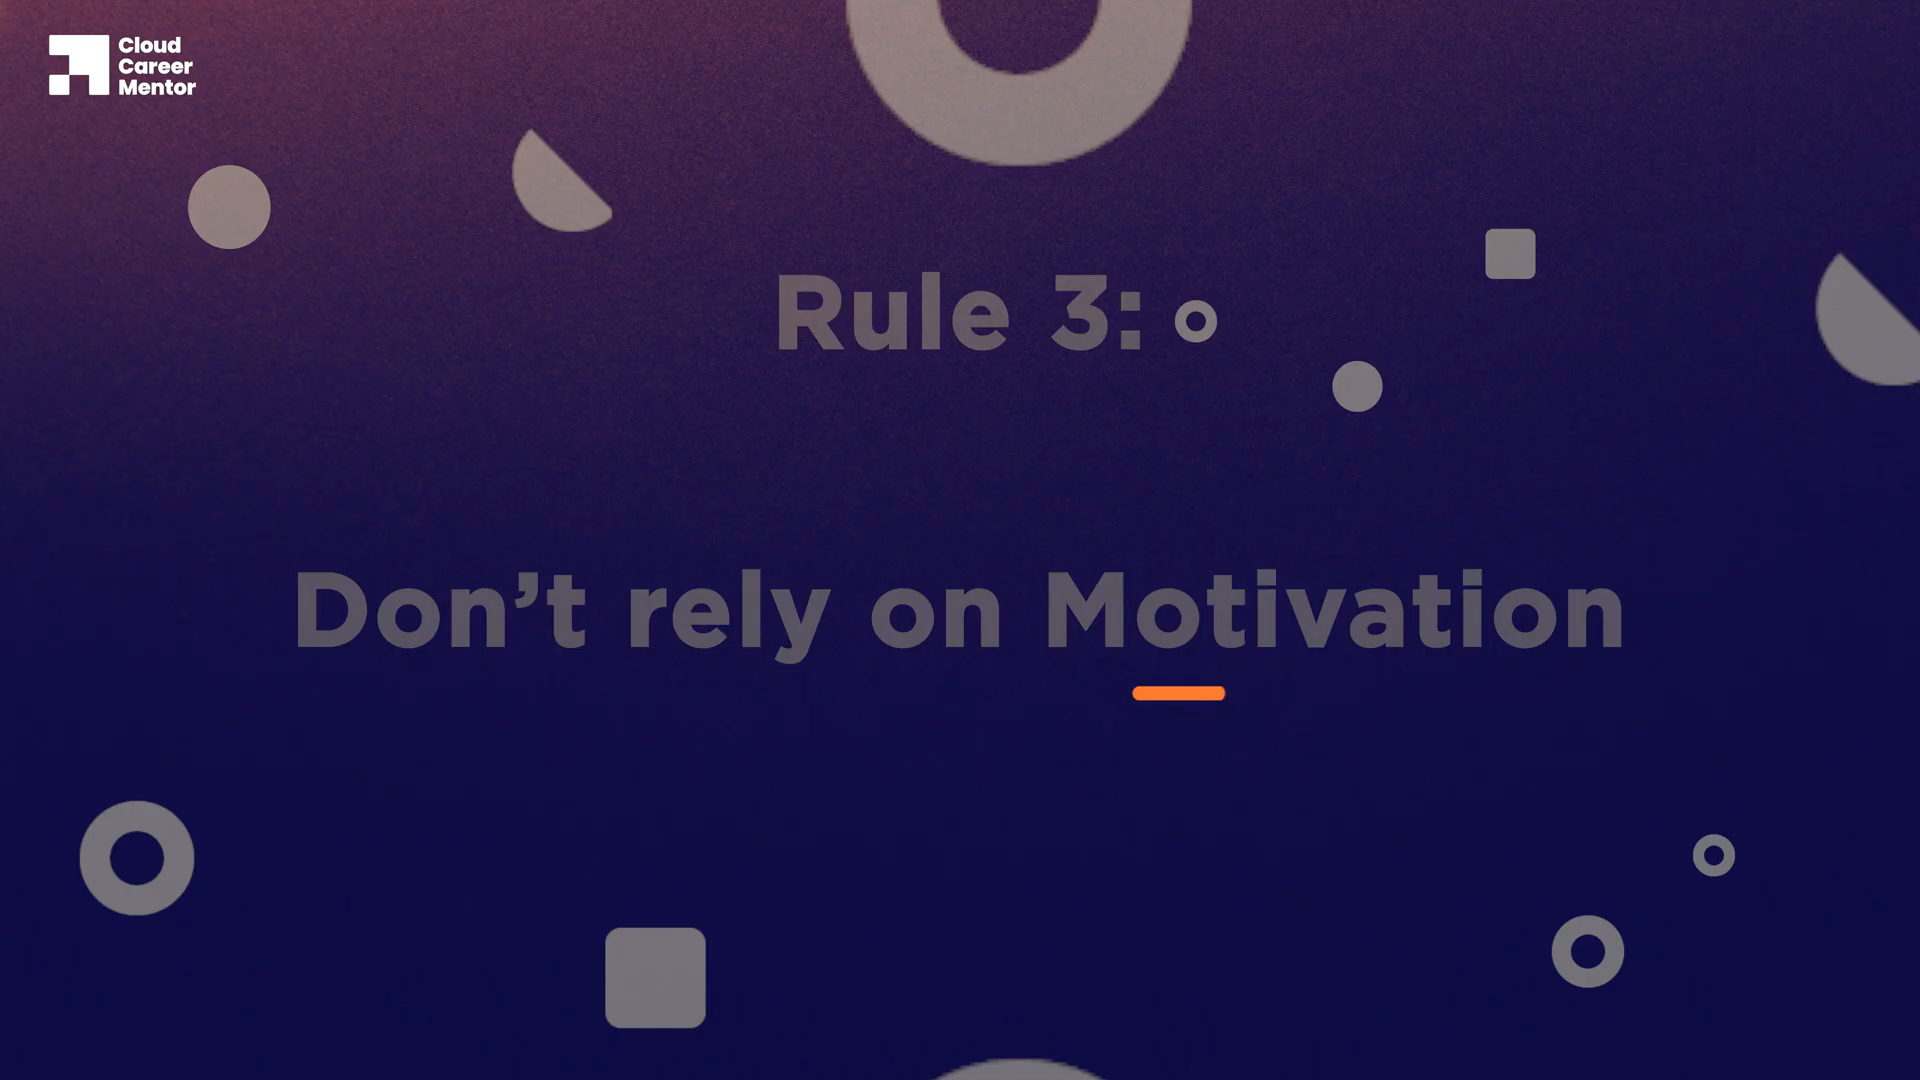 Cloud
Career
Mentor
Rule 3:
Don’t rely on Motivation